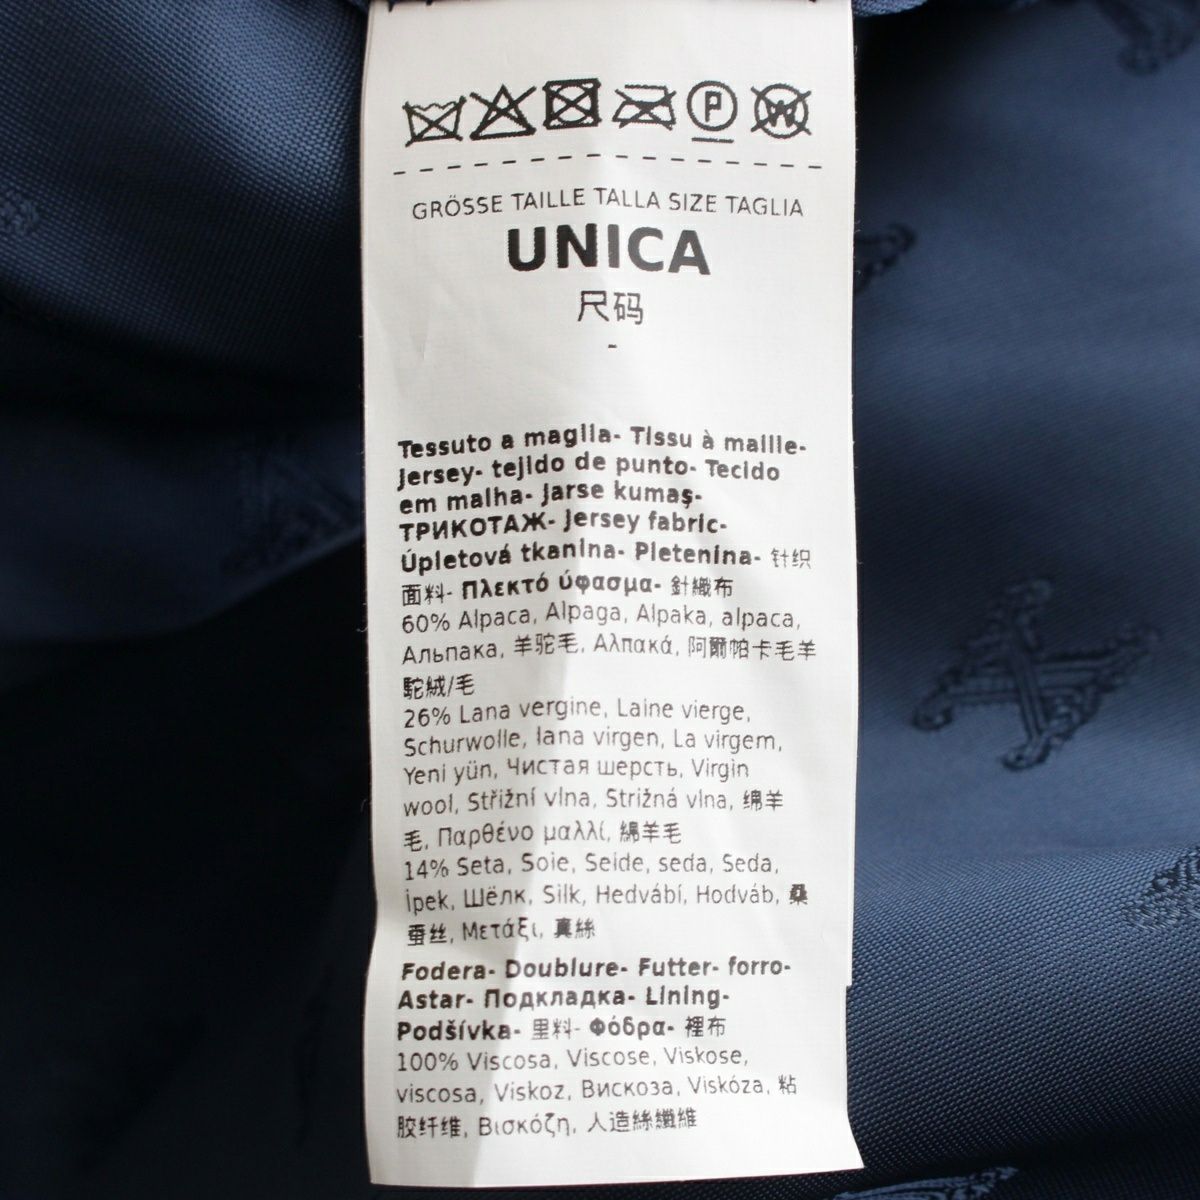 P W
GRÖSSE TAILLE TALLA SIZE TAGLIA
UNICA
尺码
-
Tessuto a maglia- Tissu à maille-
Jersey- tejido de punto- Tecido
em malha- Jarse kumaş-
ТРИКОТАЖ- Jersey fabric-
Úpletová tkanina- Pletenina- 针织
面料- Πλεκτό ύφασμα- 針織布
60% Alpaca, Alpaga, Alpaka, alpaca,
Альпака, 羊驼毛, Αλπακά, 阿爾帕卡毛羊
駝絨/毛
26% Lana vergine, Laine vierge,
Schurwolle, lana virgen, La virgem,
Yeni yün, Чистая шерсть, Virgin
wool, Střižní vlna, Strižná vlna, 绵羊
毛, Παρθένο μαλλί, 綿羊毛
14% Seta, Soie, Seide, seda, Seda,
İpek, Шёлк, Silk, Hedvábí, Hodváb, 桑
蚕丝, Μετάξι, 真絲
Fodera- Doublure- Futter- forro-
Astar- Подкладка- Lining-
Podšívka- 里料- Φόδρα- 裡布
100% Viscosa, Viscose, Viskose,
viscosa, Viskoz, Вискоза, Viskóza, 粘
胶纤维, Βισκόζη, 人造絲纖維